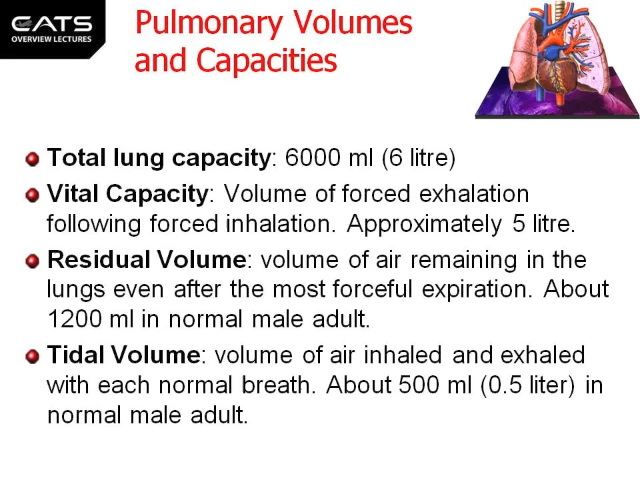 CATS
OVERVIEW LECTURES
Pulmonary Volumes
and Capacities
Total lung capacity: 6000 ml (6 litre)
Vital Capacity: Volume of forced exhalation
following forced inhalation. Approximately 5 litre.
Residual Volume: volume of air remaining in the
lungs even after the most forceful expiration. About
1200 ml in normal male adult.
Tidal Volume: volume of air inhaled and exhaled
with each normal breath. About 500 ml (0.5 liter) in
normal male adult.